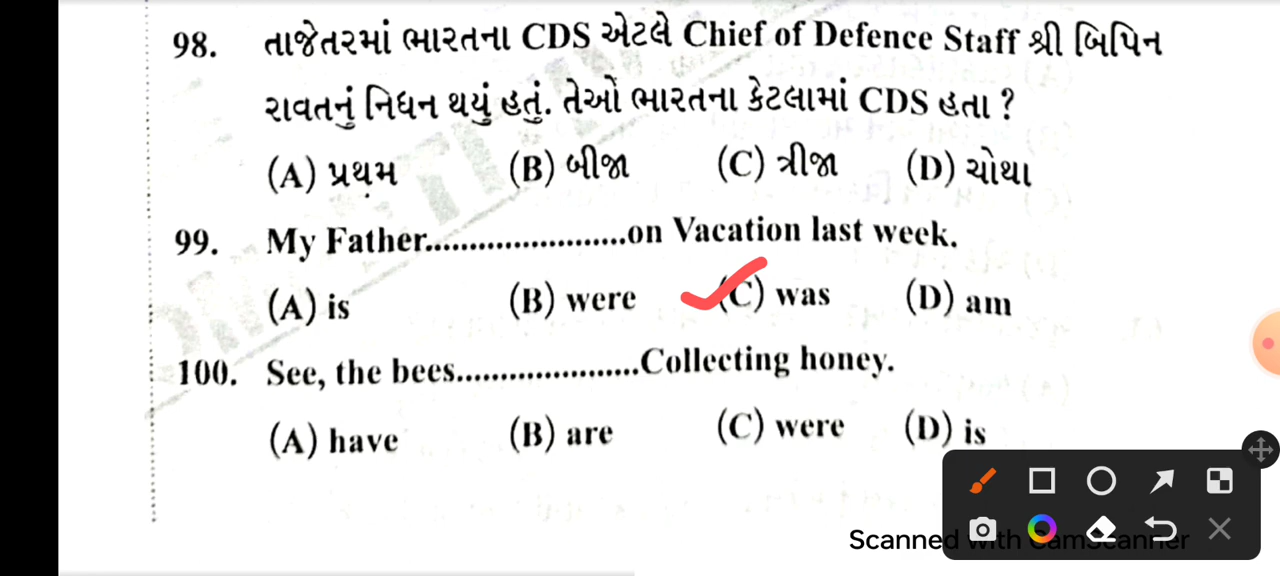 98. તાજેતરમાં ભારતના CDS એટલે Chief of Defence Staff શ્રી બિપિન
રાવતનું નિધન થયું હતું. તેઓ ભારતના કેટલામાં CDS હતા ?
(A) પ્રથમ (B) બીજા (C) ત્રીજા (D) ચોથા
99. My Father.......................on Vacation last week.
(A) is (B) were (C) was (D) am
100. See, the bees.....................Collecting honey.
(A) have (B) are (C) were (D) is
Scanned with CamScanner